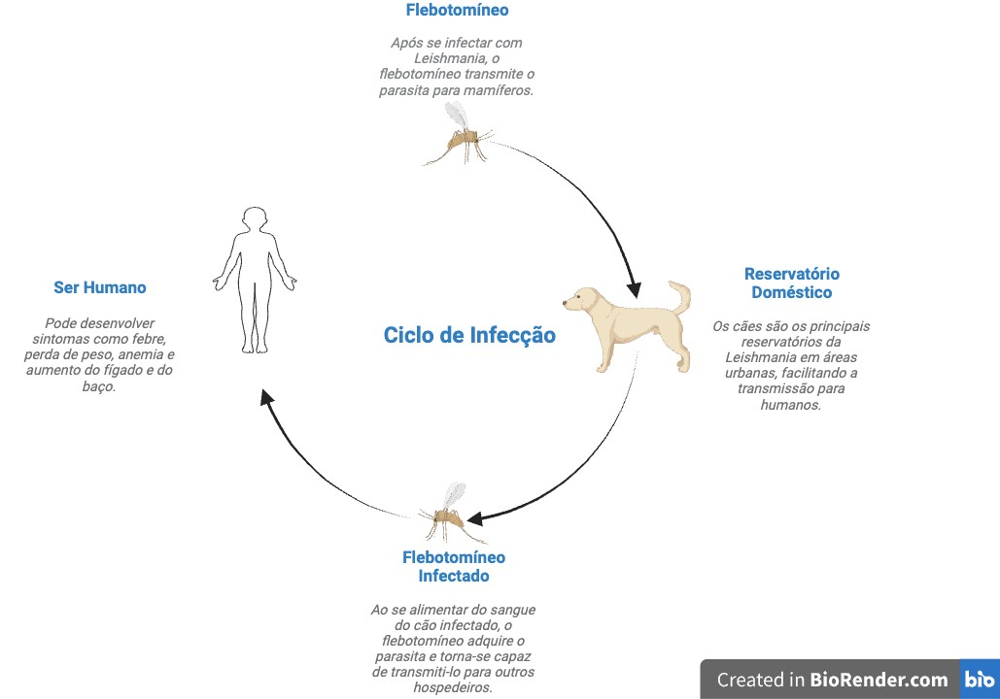 Flebotomíneo
Após se infectar com
Leishmania, o
flebotomíneo transmite o
parasita para mamíferos.
Ser Humano
Pode desenvolver
sintomas como febre,
perda de peso, anemia e
aumento do fígado e do
baço.
Ciclo de Infecção
Reservatório
Doméstico
Os cães são os principais
reservatórios da
Leishmania em áreas
urbanas, facilitando a
transmissão para
humanos.
Flebotomíneo
Infectado
Ao se alimentar do sangue
do cão infectado, o
flebotomíneo adquire o
parasita e torna-se capaz
de transmiti-lo para outros
hospedeiros.
Created in BioRender.com bio